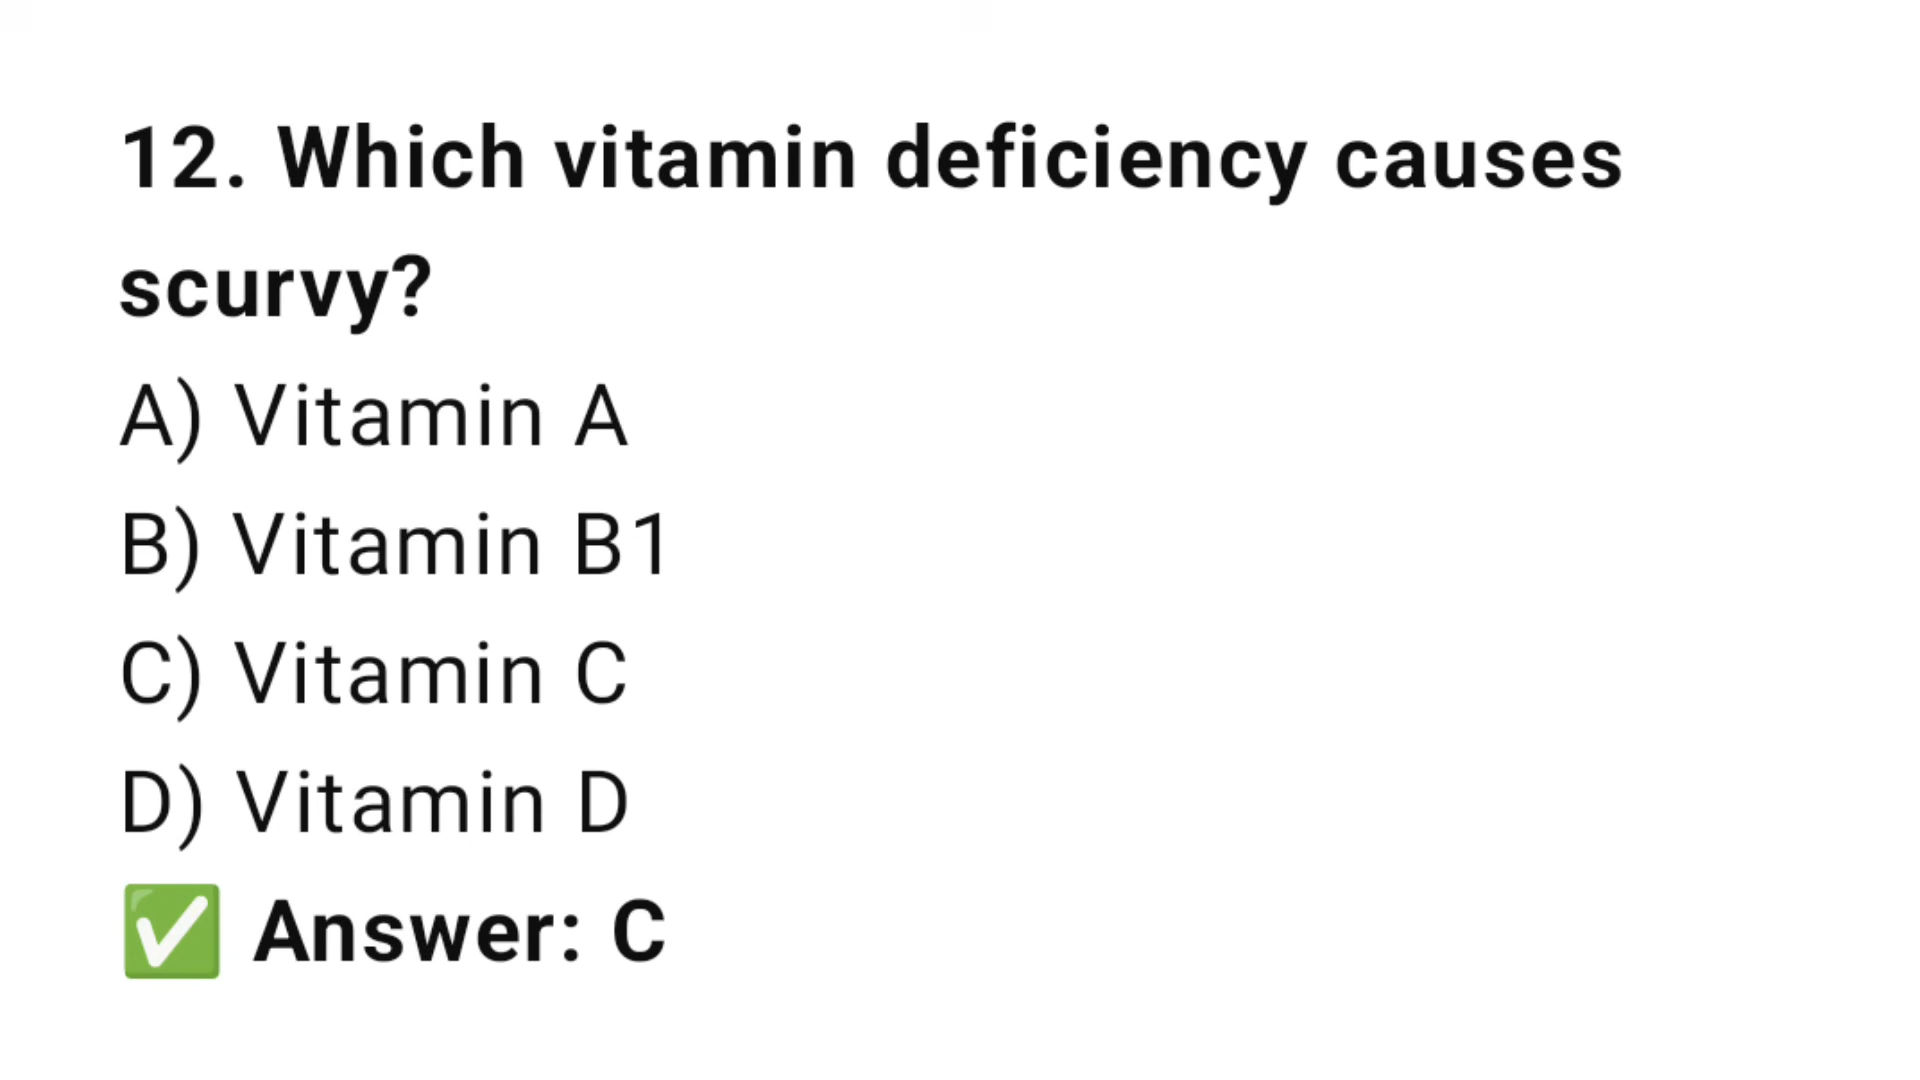 12. Which vitamin deficiency causes
scurvy?
A) Vitamin A
B) Vitamin B1
C) Vitamin C
D) Vitamin D
✅ Answer: C